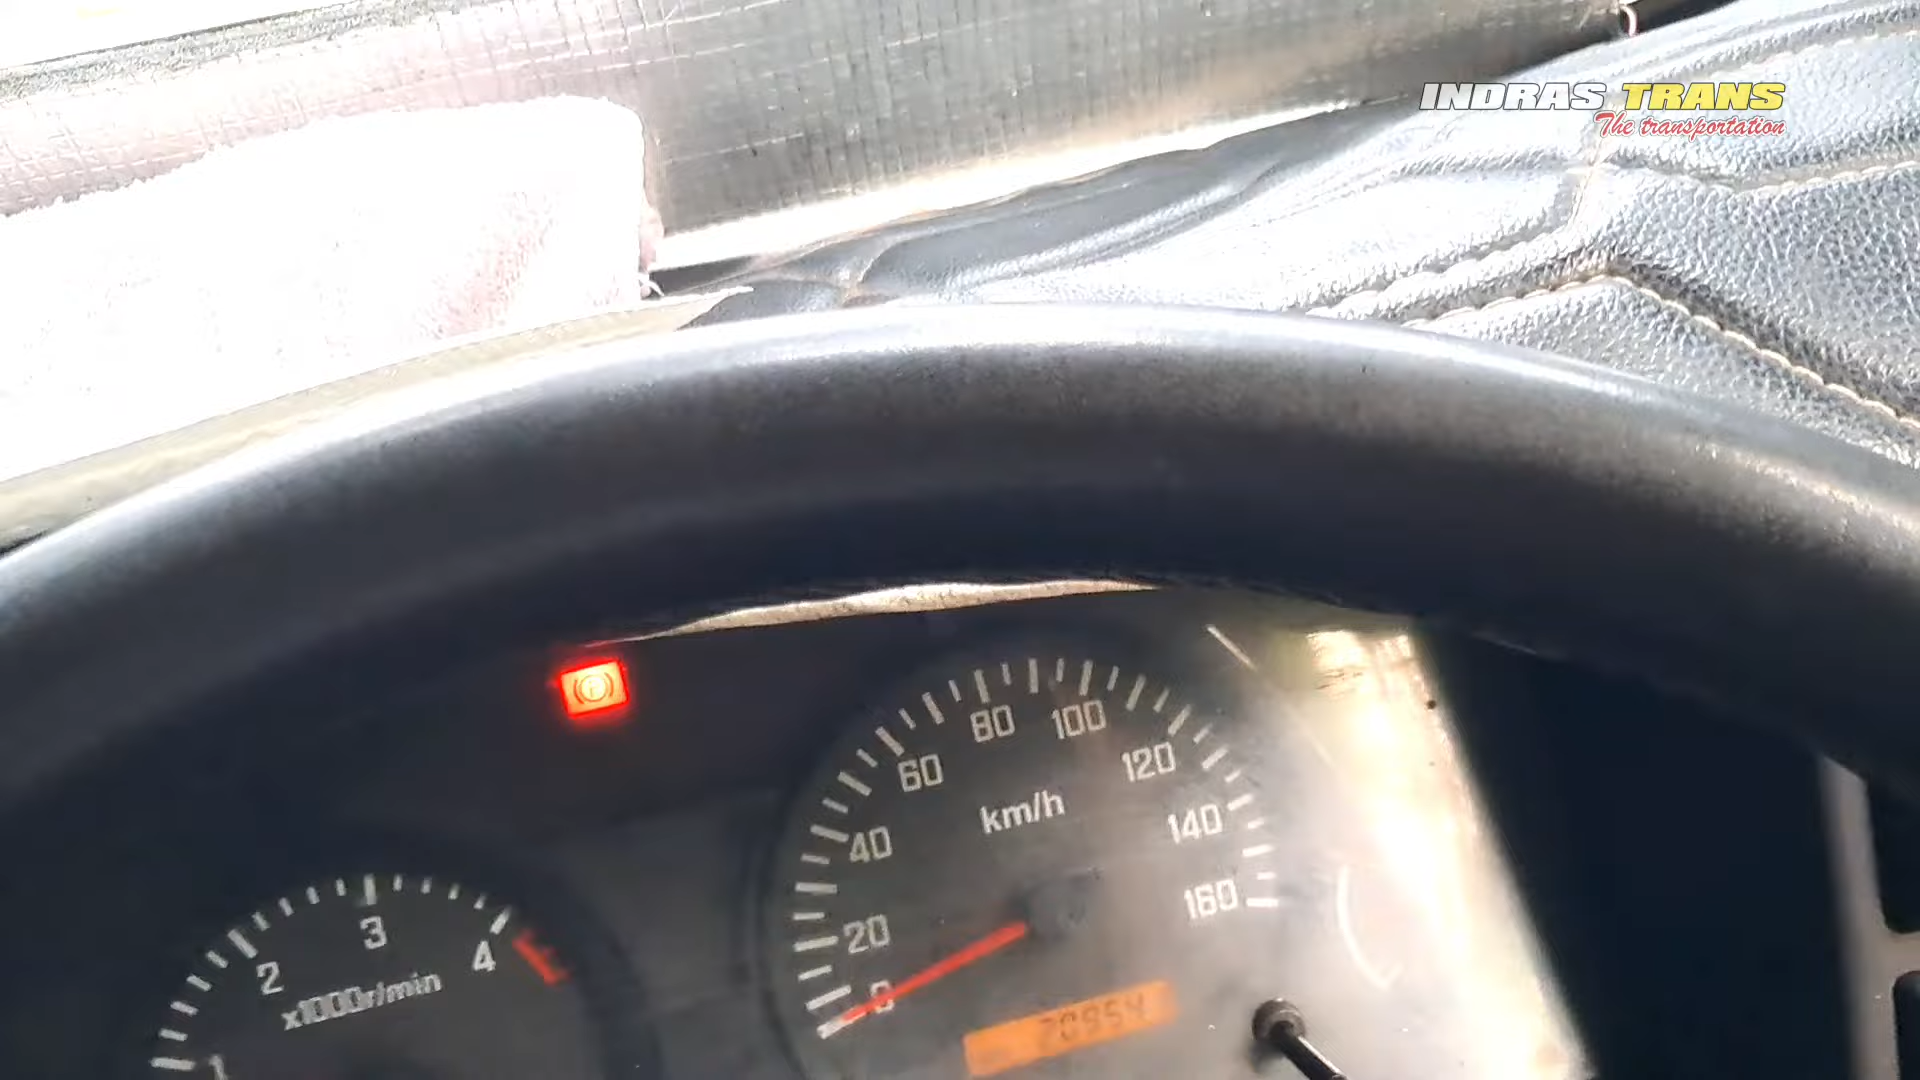 INDRAS TRANS
The transportation
80 100
60 120
km/h
40 140
160
20
0
2 3 4
x1000r/min
1